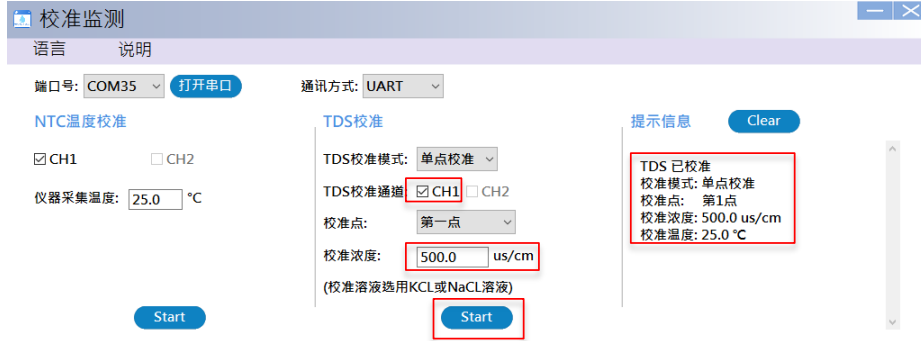 校准监测
语言 说明
端口号: COM35 打开串口 通讯方式: UART
NTC温度校准
CH1 CH2
仪器采集温度: 25.0 °C
Start
TDS校准
TDS校准模式: 单点校准
TDS校准通道: CH1 CH2
校准点: 第一点
校准浓度: 500.0 us/cm
(校准溶液选用KCL或NaCL溶液)
Start
提示信息 Clear
TDS 已校准
校准模式: 单点校准
校准点: 第1点
校准浓度: 500.0 us/cm
校准温度: 25.0 ℃